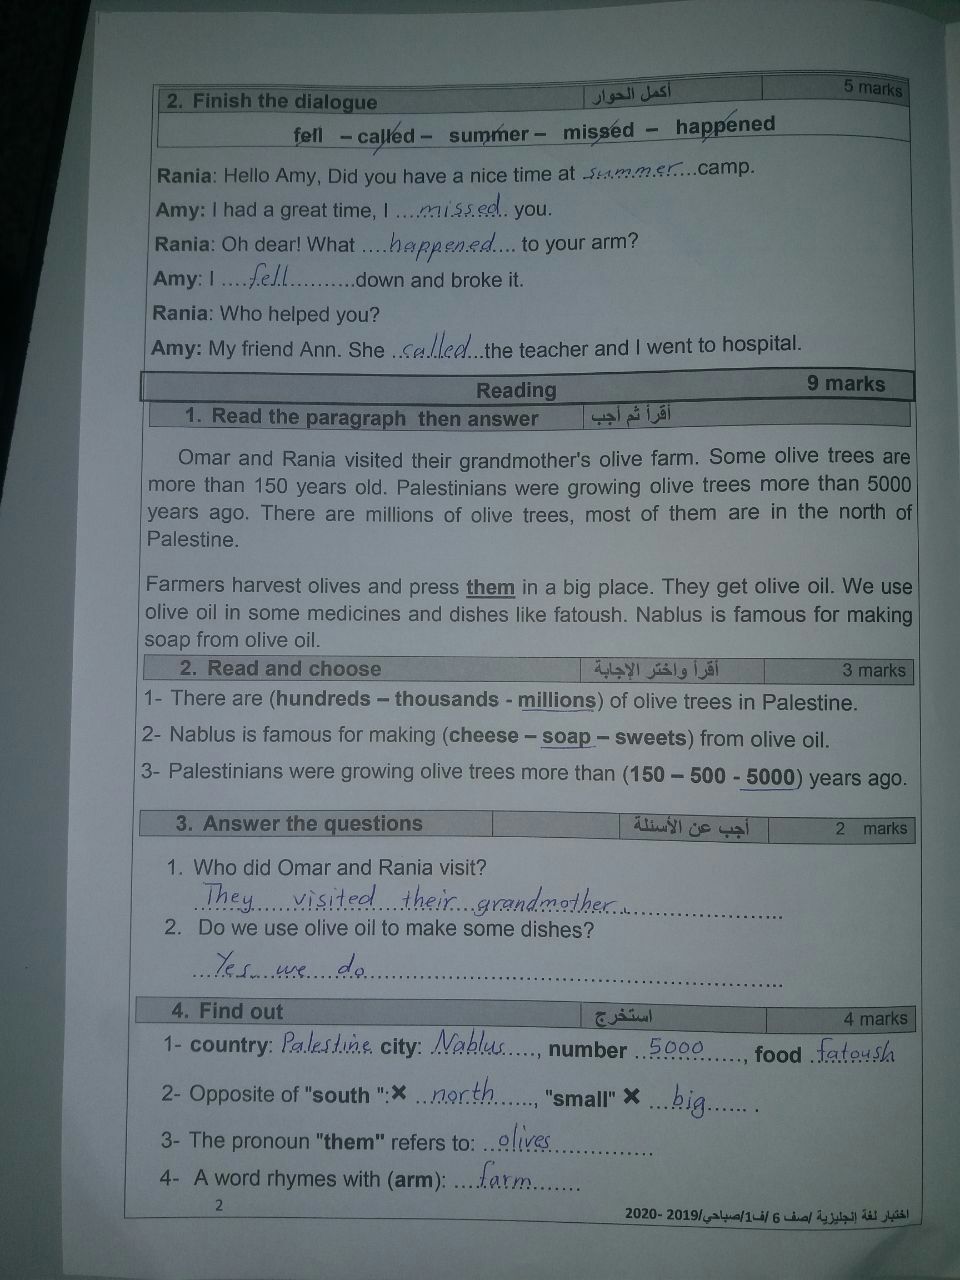 2. Finish the dialogue أكمل الحوار 5 marks
fell – called – summer – missed – happened
Rania: Hello Amy, Did you have a nice time at ..summer....camp.
Amy: I had a great time, I ....missed.. you.
Rania: Oh dear! What ....happened.... to your arm?
Amy: I ....fell...........down and broke it.
Rania: Who helped you?
Amy: My friend Ann. She ..called...the teacher and I went to hospital.
Reading 9 marks
1. Read the paragraph then answer أقرأ ثم أجب
Omar and Rania visited their grandmother's olive farm. Some olive trees are
more than 150 years old. Palestinians were growing olive trees more than 5000
years ago. There are millions of olive trees, most of them are in the north of
Palestine.
Farmers harvest olives and press them in a big place. They get olive oil. We use
olive oil in some medicines and dishes like fatoush. Nablus is famous for making
soap from olive oil.
2. Read and choose أقرأ واختر الإجابة 3 marks
1- There are (hundreds – thousands - millions) of olive trees in Palestine.
2- Nablus is famous for making (cheese – soap – sweets) from olive oil.
3- Palestinians were growing olive trees more than (150 – 500 - 5000) years ago.
3. Answer the questions أجب عن الأسئلة 2 marks
1. Who did Omar and Rania visit?
They visited their grandmother.
2. Do we use olive oil to make some dishes?
Yes we do
4. Find out استخرج 4 marks
1- country: Palestine city: Nablus....., number ..5000......, food .fatoush
2- Opposite of "south ":× ..north......, "small" × ...big...... .
3- The pronoun "them" refers to: ..olives...............
4- A word rhymes with (arm): ....farm.......
2
اختبار لغة إنجليزية /صف 6 /ف1/صباحي/2019 -2020